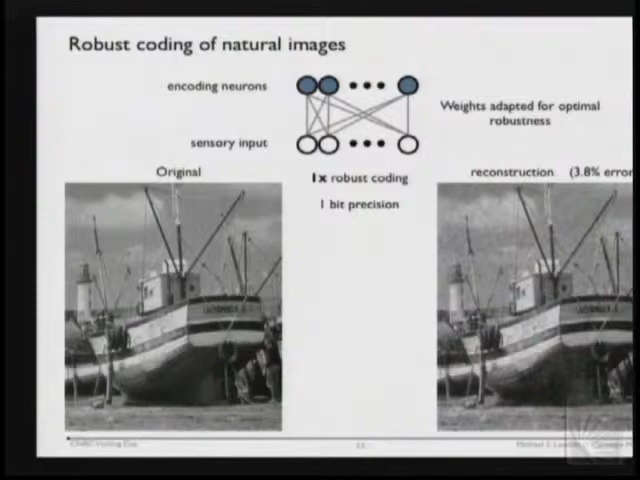 Robust coding of natural images
encoding neurons
Weights adapted for optimal
robustness
sensory input
Original
1x robust coding
reconstruction (3.8% error
1 bit precision